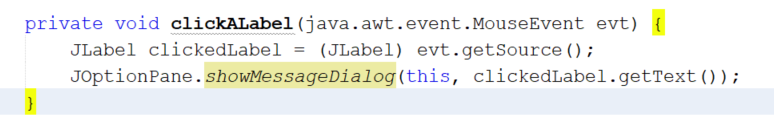 private void clickALabel(java.awt.event.MouseEvent evt) {
    JLabel clickedLabel = (JLabel) evt.getSource();
    JOptionPane.showMessageDialog(this, clickedLabel.getText());
}